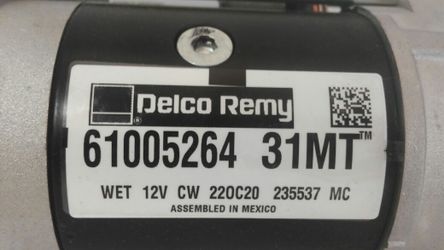 Delco Remy
®
61005264 31MT™
WET 12V CW 220C20 235537 MC
ASSEMBLED IN MEXICO